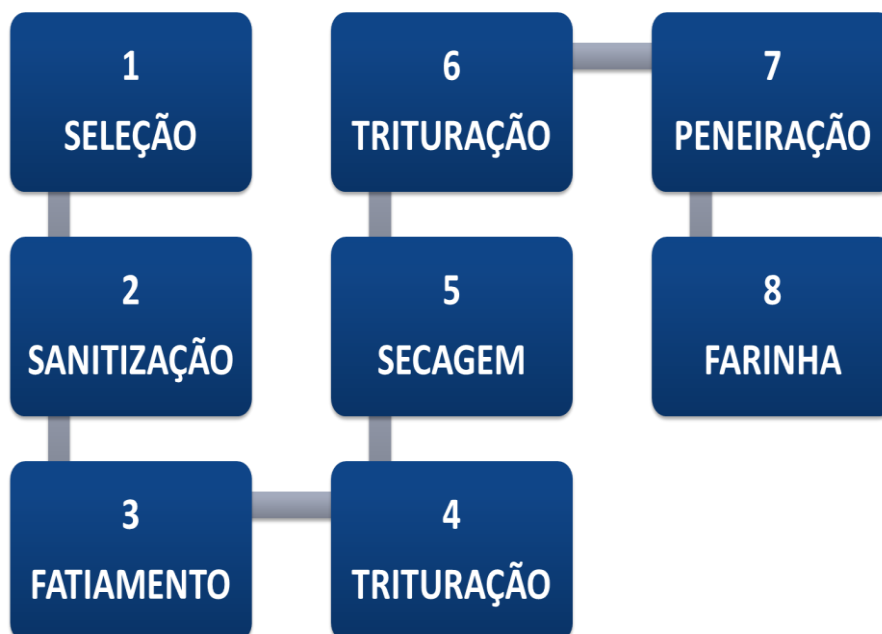 1
SELEÇÃO
2
SANITIZAÇÃO
3
FATIAMENTO
4
TRITURAÇÃO
5
SECAGEM
6
TRITURAÇÃO
7
PENEIRAÇÃO
8
FARINHA